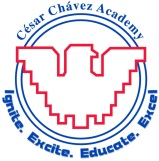 César Chávez Academy
Ignite. Excite. Educate. Excel